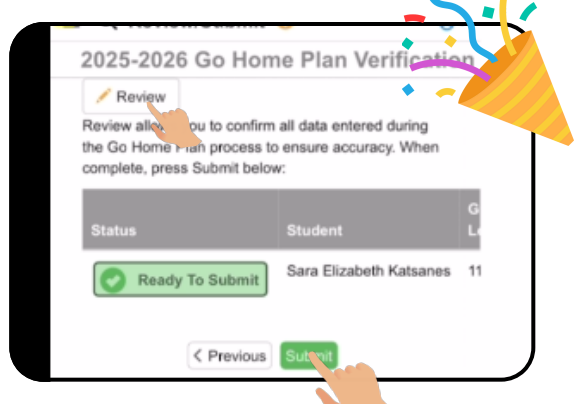 Review/Submit
2025-2026 Go Home Plan Verification
Review
Review allows you to confirm all data entered during
the Go Home Plan process to ensure accuracy. When
complete, press Submit below:
Status Student
Ready To Submit Sara Elizabeth Katsanes 11
Previous Submit